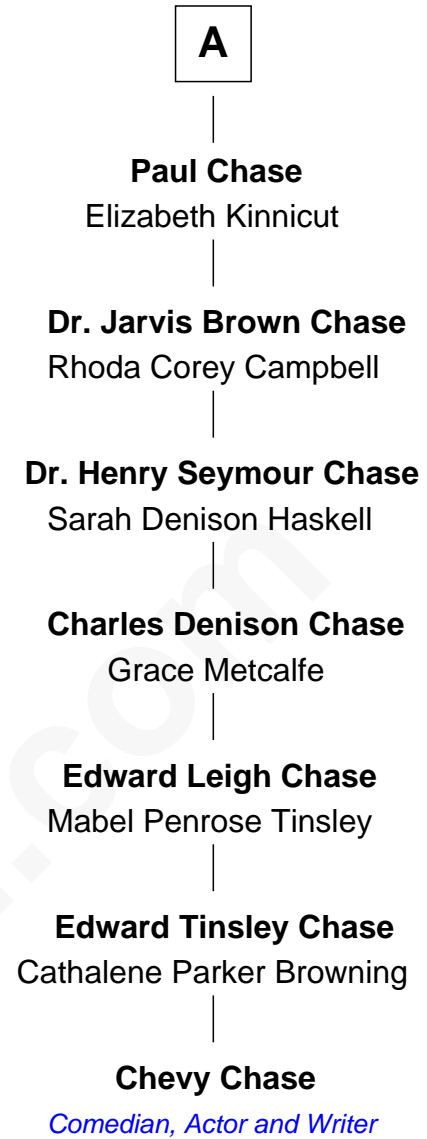 A
Paul Chase
Elizabeth Kinnicut
Dr. Jarvis Brown Chase
Rhoda Corey Campbell
Dr. Henry Seymour Chase
Sarah Denison Haskell
Charles Denison Chase
Grace Metcalfe
Edward Leigh Chase
Mabel Penrose Tinsley
Edward Tinsley Chase
Cathalene Parker Browning
Chevy Chase
Comedian, Actor and Writer